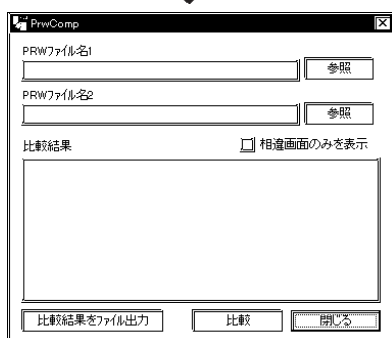 PrwComp
PRWファイル名1
参照
PRWファイル名2
参照
比較結果 相違画面のみを表示
比較結果をファイル出力 比較 閉じる